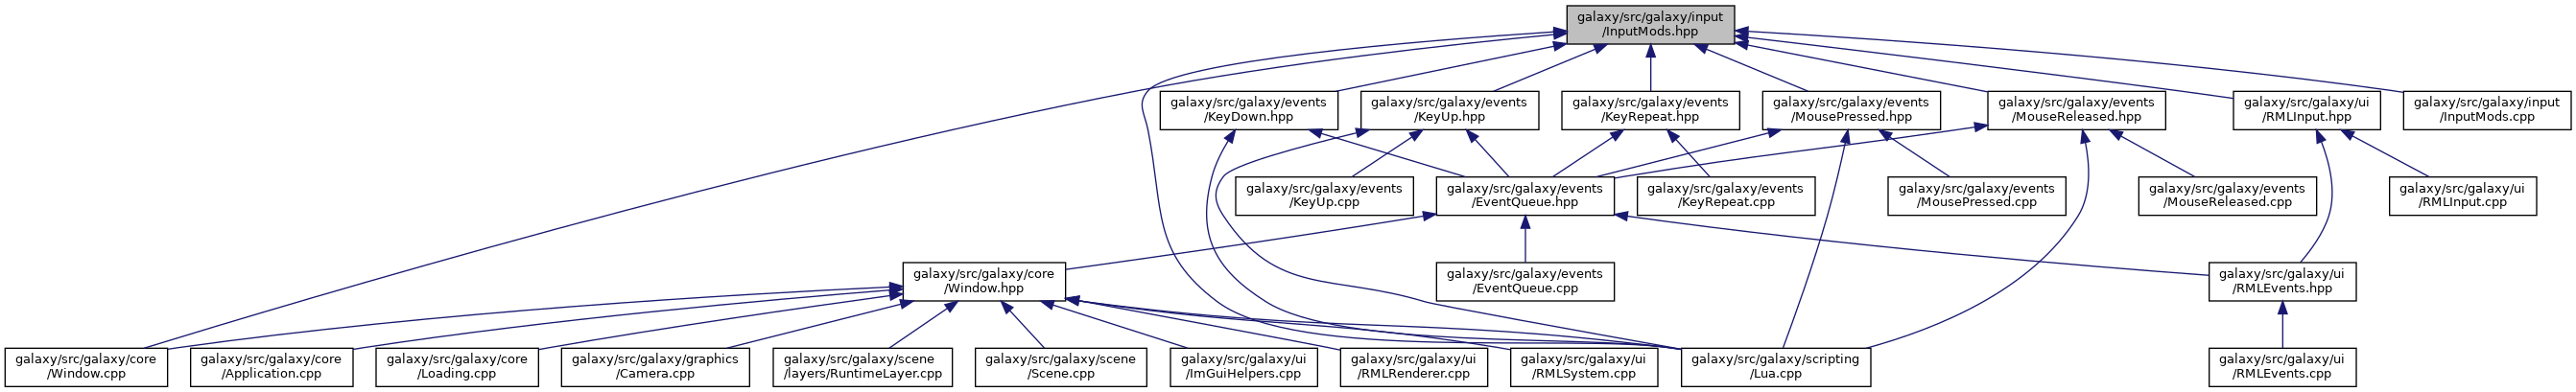 galaxy/src/galaxy/input
/InputMods.hpp
galaxy/src/galaxy/events
/KeyDown.hpp
galaxy/src/galaxy/events
/KeyUp.hpp
galaxy/src/galaxy/events
/KeyRepeat.hpp
galaxy/src/galaxy/events
/MousePressed.hpp
galaxy/src/galaxy/events
/MouseReleased.hpp
galaxy/src/galaxy/ui
/RMLInput.hpp
galaxy/src/galaxy/input
/InputMods.cpp
galaxy/src/galaxy/events
/KeyUp.cpp
galaxy/src/galaxy/events
/EventQueue.hpp
galaxy/src/galaxy/events
/KeyRepeat.cpp
galaxy/src/galaxy/events
/MousePressed.cpp
galaxy/src/galaxy/events
/MouseReleased.cpp
galaxy/src/galaxy/ui
/RMLInput.cpp
galaxy/src/galaxy/core
/Window.hpp
galaxy/src/galaxy/events
/EventQueue.cpp
galaxy/src/galaxy/ui
/RMLEvents.hpp
galaxy/src/galaxy/core
/Window.cpp
galaxy/src/galaxy/core
/Application.cpp
galaxy/src/galaxy/core
/Loading.cpp
galaxy/src/galaxy/graphics
/Camera.cpp
galaxy/src/galaxy/scene
/layers/RuntimeLayer.cpp
galaxy/src/galaxy/scene
/Scene.cpp
galaxy/src/galaxy/ui
/ImGuiHelpers.cpp
galaxy/src/galaxy/ui
/RMLRenderer.cpp
galaxy/src/galaxy/ui
/RMLSystem.cpp
galaxy/src/galaxy/scripting
/Lua.cpp
galaxy/src/galaxy/ui
/RMLEvents.cpp